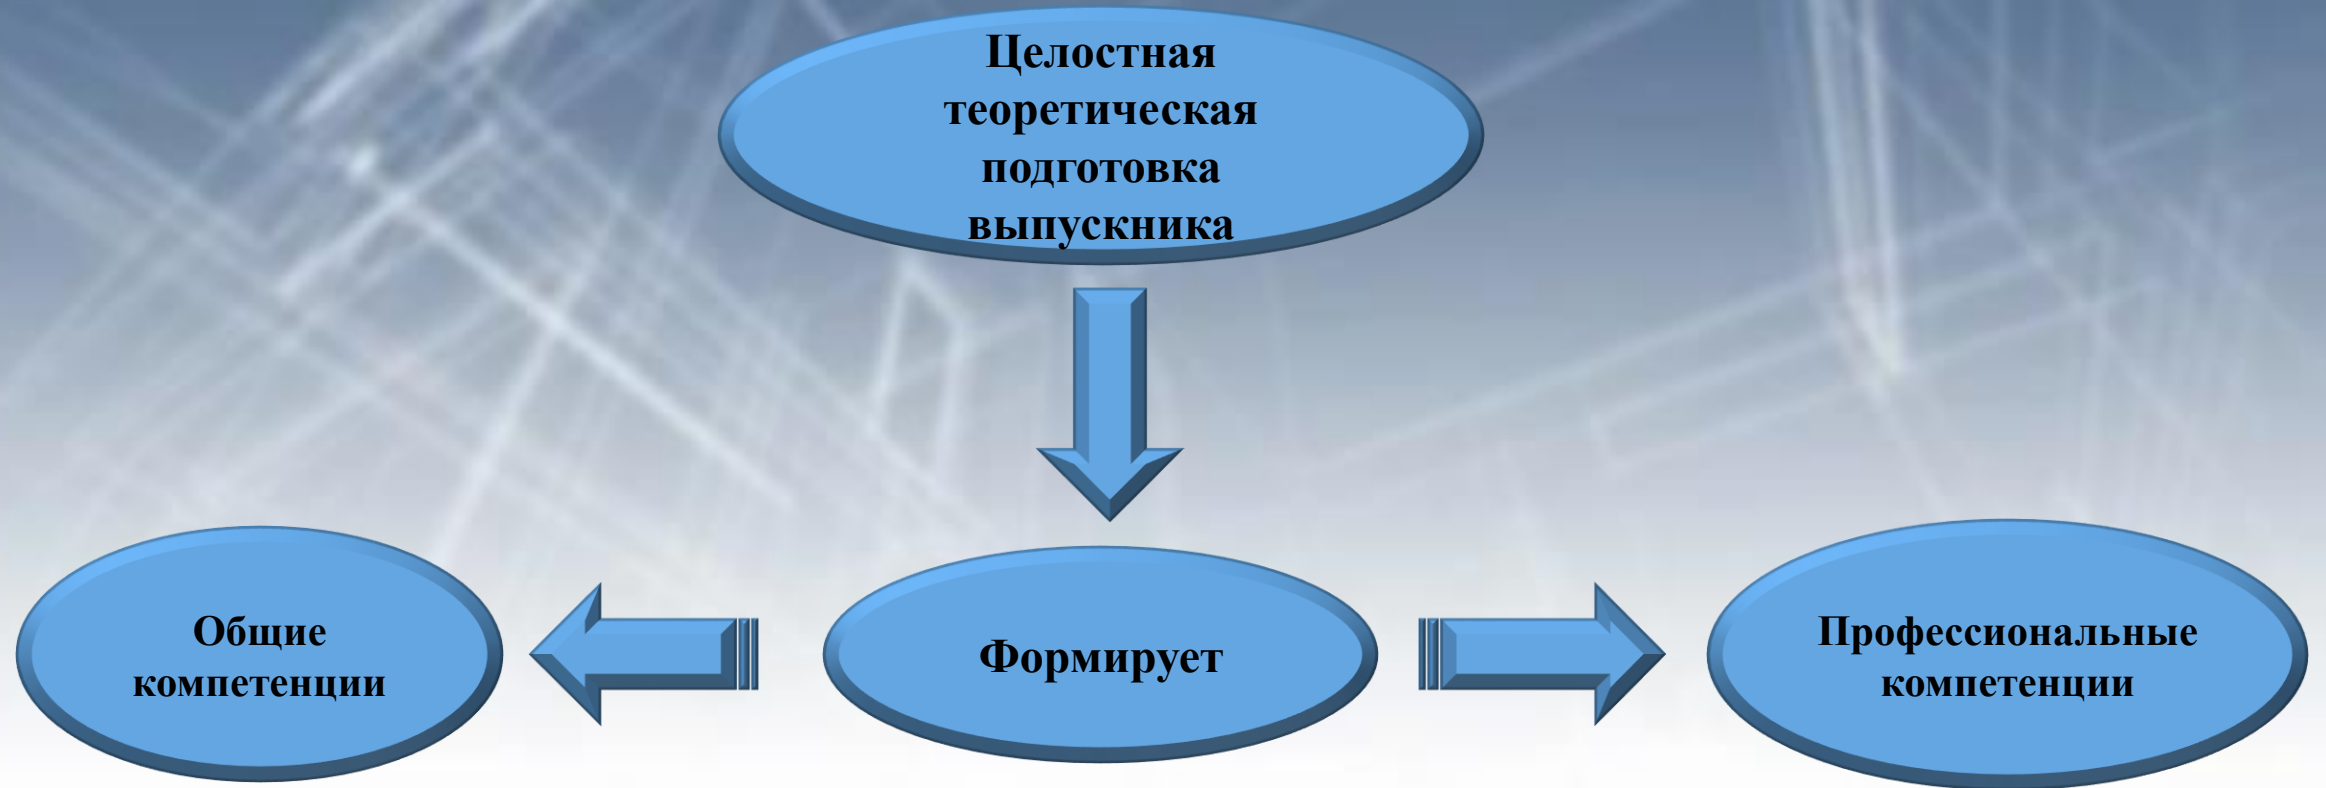 Целостная
теоретическая
подготовка
выпускника
Общие
компетенции
Формирует
Профессиональные
компетенции